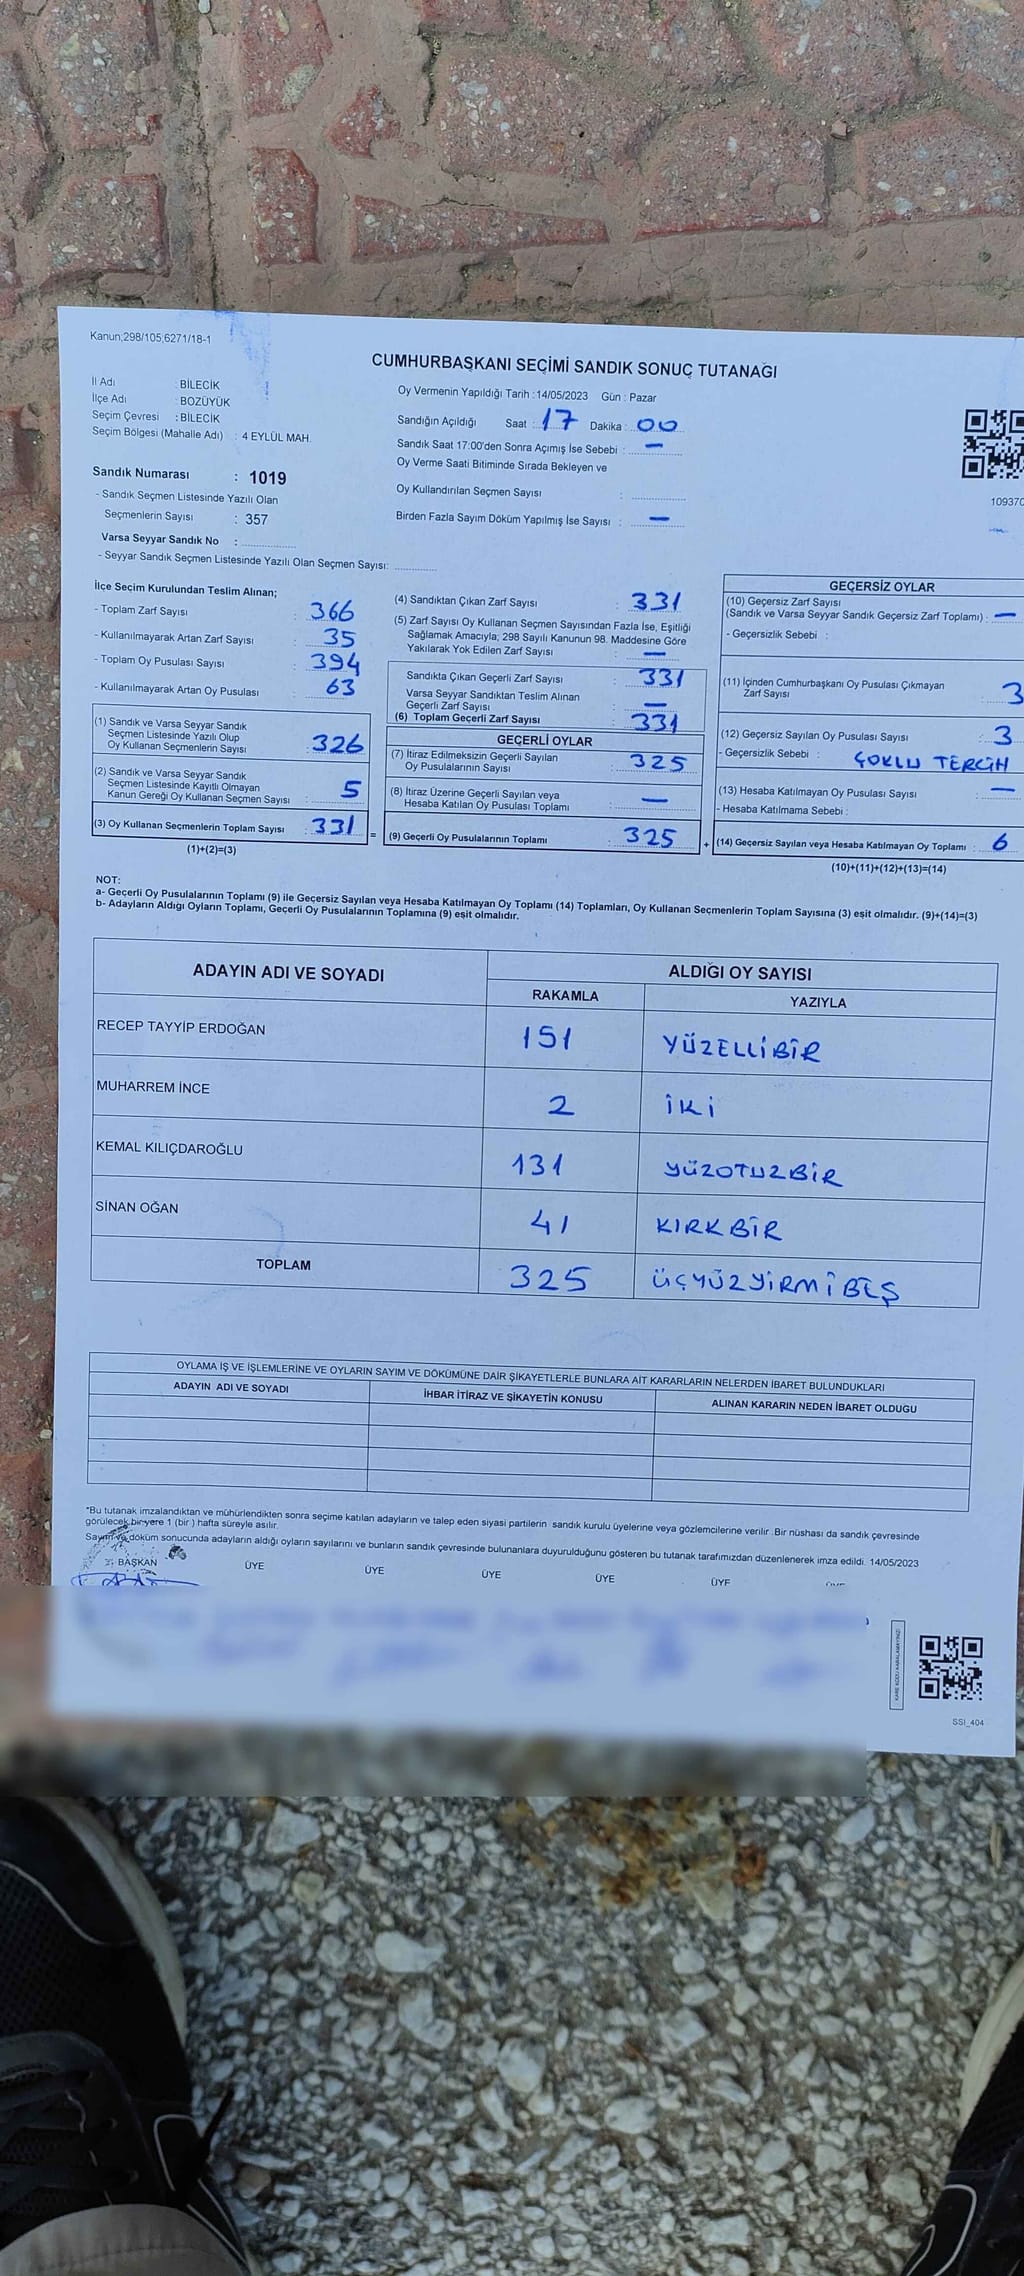 Kanun;298/105;6271/18-1
CUMHURBAŞKANI SEÇİMİ SANDIK SONUÇ TUTANAĞI
İl Adı : BİLECİK
İlçe Adı : BOZÜYÜK
Seçim Çevresi : BİLECİK
Seçim Bölgesi (Mahalle Adı) : 4 EYLÜL MAH.
Sandık Numarası : 1019
- Sandık Seçmen Listesinde Yazılı Olan
Seçmenlerin Sayısı : 357
Varsa Seyyar Sandık No :
- Seyyar Sandık Seçmen Listesinde Yazılı Olan Seçmen Sayısı:
Oy Vermenin Yapıldığı Tarih : 14/05/2023 Gün : Pazar
Sandığın Açıldığı Saat : 17 Dakika : 00
Sandık Saat 17:00'den Sonra Açımış İse Sebebi : —
Oy Verme Saati Bitiminde Sırada Bekleyen ve
Oy Kullandırılan Seçmen Sayısı :
Birden Fazla Sayım Döküm Yapılmış İse Sayısı : —
109370
İlçe Seçim Kurulundan Teslim Alınan;
- Toplam Zarf Sayısı : 366
- Kullanılmayarak Artan Zarf Sayısı : 35
- Toplam Oy Pusulası Sayısı : 394
- Kullanılmayarak Artan Oy Pusulası : 63
(1) Sandık ve Varsa Seyyar Sandık
Seçmen Listesinde Yazılı Olup
Oy Kullanan Seçmenlerin Sayısı : 326
(2) Sandık ve Varsa Seyyar Sandık
Seçmen Listesinde Kayıtlı Olmayan
Kanun Gereği Oy Kullanan Seçmen Sayısı : 5
(3) Oy Kullanan Seçmenlerin Toplam Sayısı : 331 =
(1)+(2)=(3)
(4) Sandıktan Çıkan Zarf Sayısı : 331
(5) Zarf Sayısı Oy Kullanan Seçmen Sayısından Fazla İse, Eşitliği
Sağlamak Amacıyla; 298 Sayılı Kanunun 98. Maddesine Göre
Yakılarak Yok Edilen Zarf Sayısı : —
Sandıkta Çıkan Geçerli Zarf Sayısı : 331
Varsa Seyyar Sandıktan Teslim Alınan
Geçerli Zarf Sayısı : —
(6) Toplam Geçerli Zarf Sayısı : 331
GEÇERLİ OYLAR
(7) İtiraz Edilmeksizin Geçerli Sayılan
Oy Pusulalarının Sayısı : 325
(8) İtiraz Üzerine Geçerli Sayılan veya
Hesaba Katılan Oy Pusulası Toplamı : —
(9) Geçerli Oy Pusulalarının Toplamı : 325 +
GEÇERSİZ OYLAR
(10) Geçersiz Zarf Sayısı
(Sandık ve Varsa Seyyar Sandık Geçersiz Zarf Toplamı) : —
- Geçersizlik Sebebi :
(11) İçinden Cumhurbaşkanı Oy Pusulası Çıkmayan
Zarf Sayısı : 3
(12) Geçersiz Sayılan Oy Pusulası Sayısı : 3
- Geçersizlik Sebebi : ÇOKLU TERCİH
(13) Hesaba Katılmayan Oy Pusulası Sayısı : —
- Hesaba Katılmama Sebebi :
(14) Geçersiz Sayılan veya Hesaba Katılmayan Oy Toplamı : 6
(10)+(11)+(12)+(13)=(14)
NOT:
a- Geçerli Oy Pusulalarının Toplamı (9) ile Geçersiz Sayılan veya Hesaba Katılmayan Oy Toplamı (14) Toplamları, Oy Kullanan Seçmenlerin Toplam Sayısına (3) eşit olmalıdır. (9)+(14)=(3)
b- Adayların Aldığı Oyların Toplamı, Geçerli Oy Pusulalarının Toplamına (9) eşit olmalıdır.
ADAYIN ADI VE SOYADI ALDIĞI OY SAYISI
RAKAMLA YAZIYLA
RECEP TAYYİP ERDOĞAN 151 YÜZELLİBİR
MUHARREM İNCE 2 İKİ
KEMAL KILIÇDAROĞLU 131 YÜZOTUZBİR
SİNAN OĞAN 41 KIRKBİR
TOPLAM 325 ÜÇYÜZYİRMİBEŞ
OYLAMA İŞ VE İŞLEMLERİNE VE OYLARIN SAYIM VE DÖKÜMÜNE DAİR ŞİKAYETLERLE BUNLARA AİT KARARLARIN NELERDEN İBARET BULUNDUKLARI
ADAYIN ADI VE SOYADI İHBAR İTİRAZ VE ŞİKAYETİN KONUSU ALINAN KARARIN NEDEN İBARET OLDUĞU
"Bu tutanak imzalandıktan ve mühürlendikten sonra seçime katılan adayların ve talep eden siyasi partilerin sandık kurulu üyelerine veya gözlemcilerine verilir. Bir nüshası da sandık çevresinde
görülecek bir yere 1 (bir ) hafta süreyle asılır.
Sayım ve döküm sonucunda adayların aldığı oyların sayılarını ve bunların sandık çevresinde bulunanlara duyurulduğunu gösteren bu tutanak tarafımızdan düzenlenerek imza edildi. 14/05/2023
BAŞKAN ÜYE ÜYE ÜYE ÜYE ÜYE
KARE KODU KARALAMAYINIZ!
SSI_404